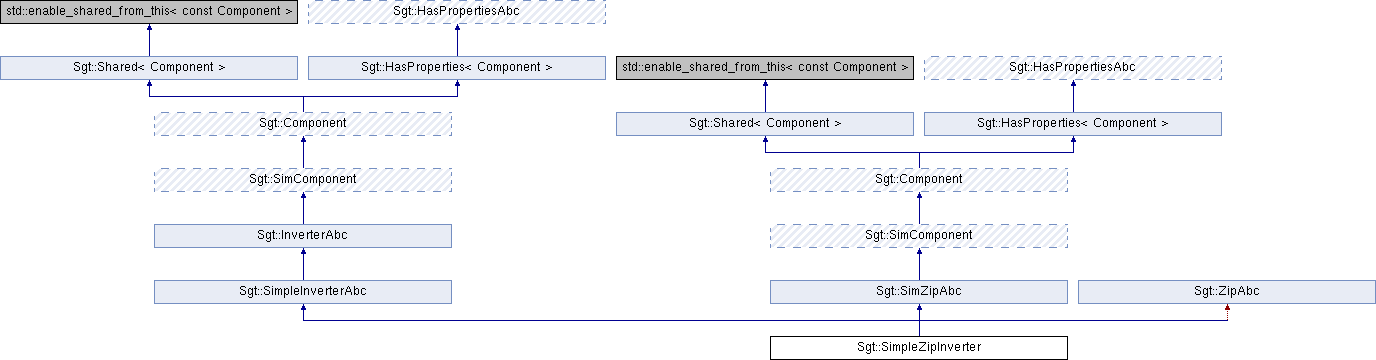 std::enable_shared_from_this< const Component >
Sgt::HasPropertiesAbc
Sgt::Shared< Component >
Sgt::HasProperties< Component >
std::enable_shared_from_this< const Component >
Sgt::HasPropertiesAbc
Sgt::Component
Sgt::Shared< Component >
Sgt::HasProperties< Component >
Sgt::SimComponent
Sgt::Component
Sgt::InverterAbc
Sgt::SimComponent
Sgt::SimpleInverterAbc
Sgt::SimZipAbc
Sgt::ZipAbc
Sgt::SimpleZipInverter